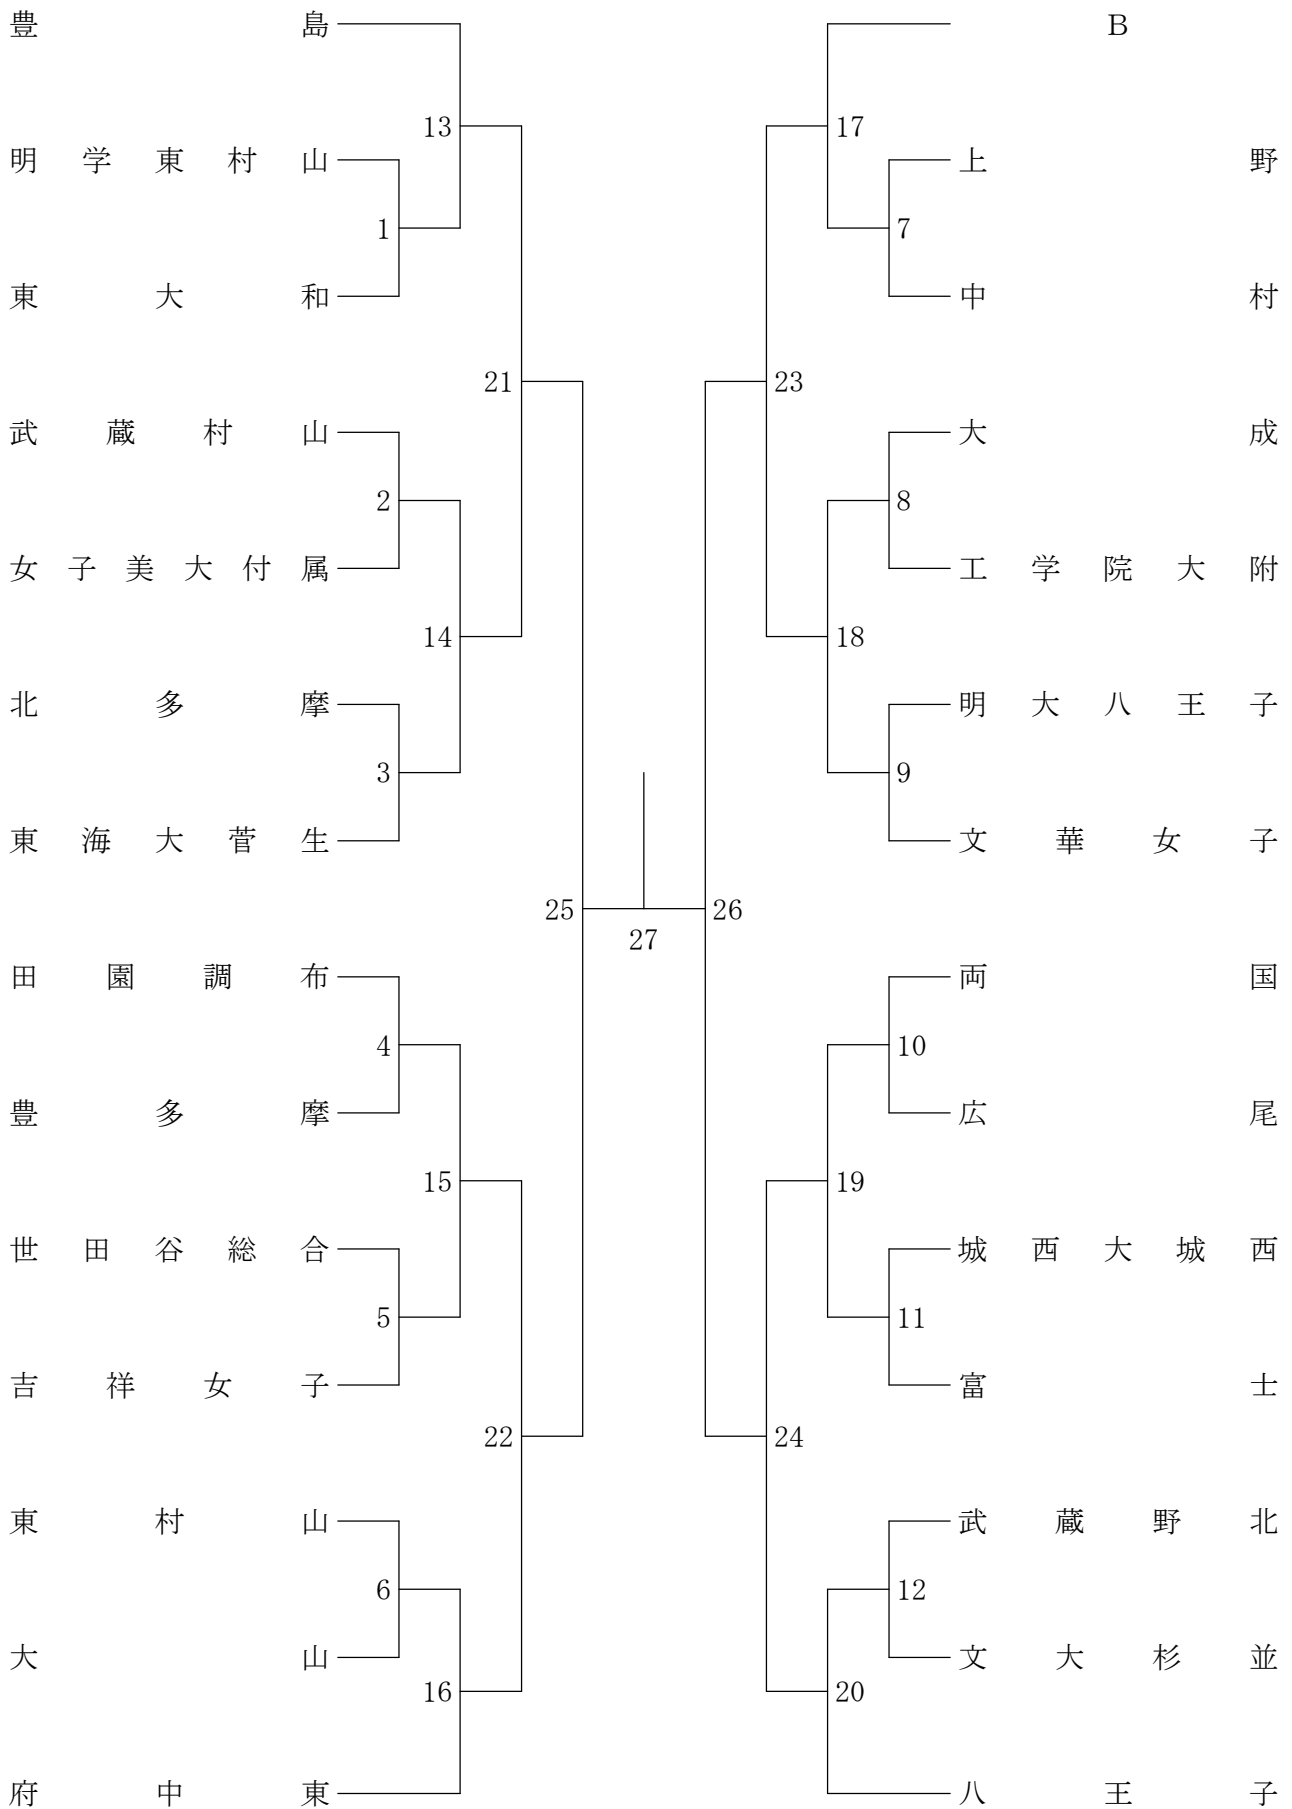 豊島 B
13 17
明学東村山 上野
1 7
東大和 中村
21 23
武蔵村山 大成
2 8
女子美大付属 工学院大附
14 18
北多摩 明大八王子
3 9
東海大菅生 文華女子
25 26
27
田園調布 両国
4 10
豊多摩 広尾
15 19
世田谷総合 城西大城西
5 11
吉祥女子 富士
22 24
東村山 武蔵野北
6 12
大山 文大杉並
16 20
府中東 八王子